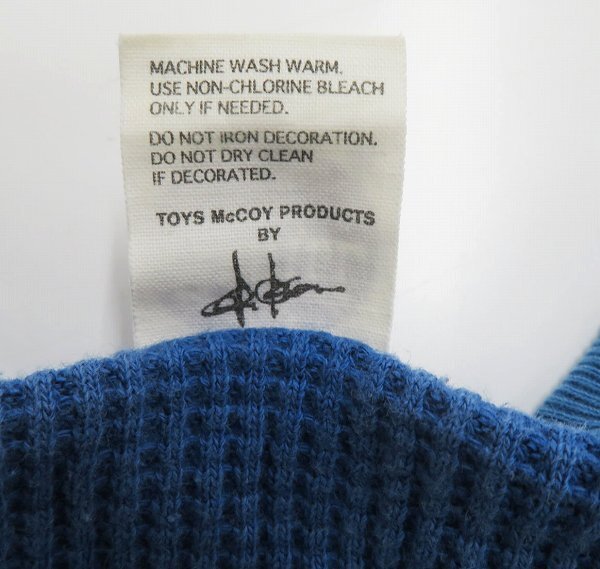 MACHINE WASH WARM.
USE NON-CHLORINE BLEACH
ONLY IF NEEDED.
DO NOT IRON DECORATION.
DO NOT DRY CLEAN
IF DECORATED.
TOYS McCOY PRODUCTS
BY